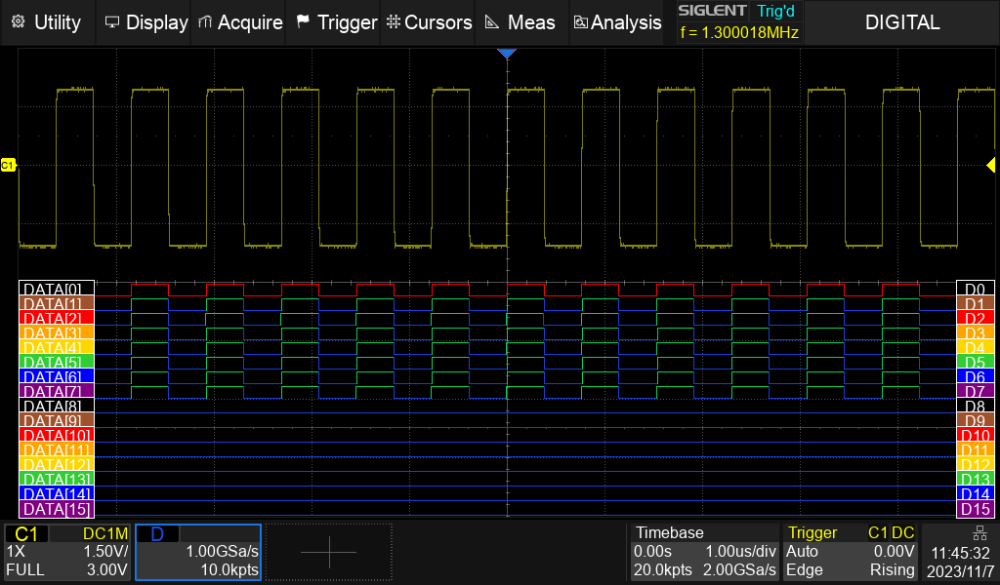 Utility Display Acquire Trigger Cursors Meas Analysis SIGLENT Trig'd DIGITAL
f = 1.300018MHz
C1
DATA[0] D0
DATA[1] D1
DATA[2] D2
DATA[3] D3
DATA[4] D4
DATA[5] D5
DATA[6] D6
DATA[7] D7
DATA[8] D8
DATA[9] D9
DATA[10] D10
DATA[11] D11
DATA[12] D12
DATA[13] D13
DATA[14] D14
DATA[15] D15
C1 DC1M D Timebase Trigger C1 DC
1X 1.50V/ 1.00GSa/s 0.00s 1.00us/div Auto 0.00V 11:45:32
FULL 3.00V 10.0kpts 20.0kpts 2.00GSa/s Edge Rising 2023/11/7